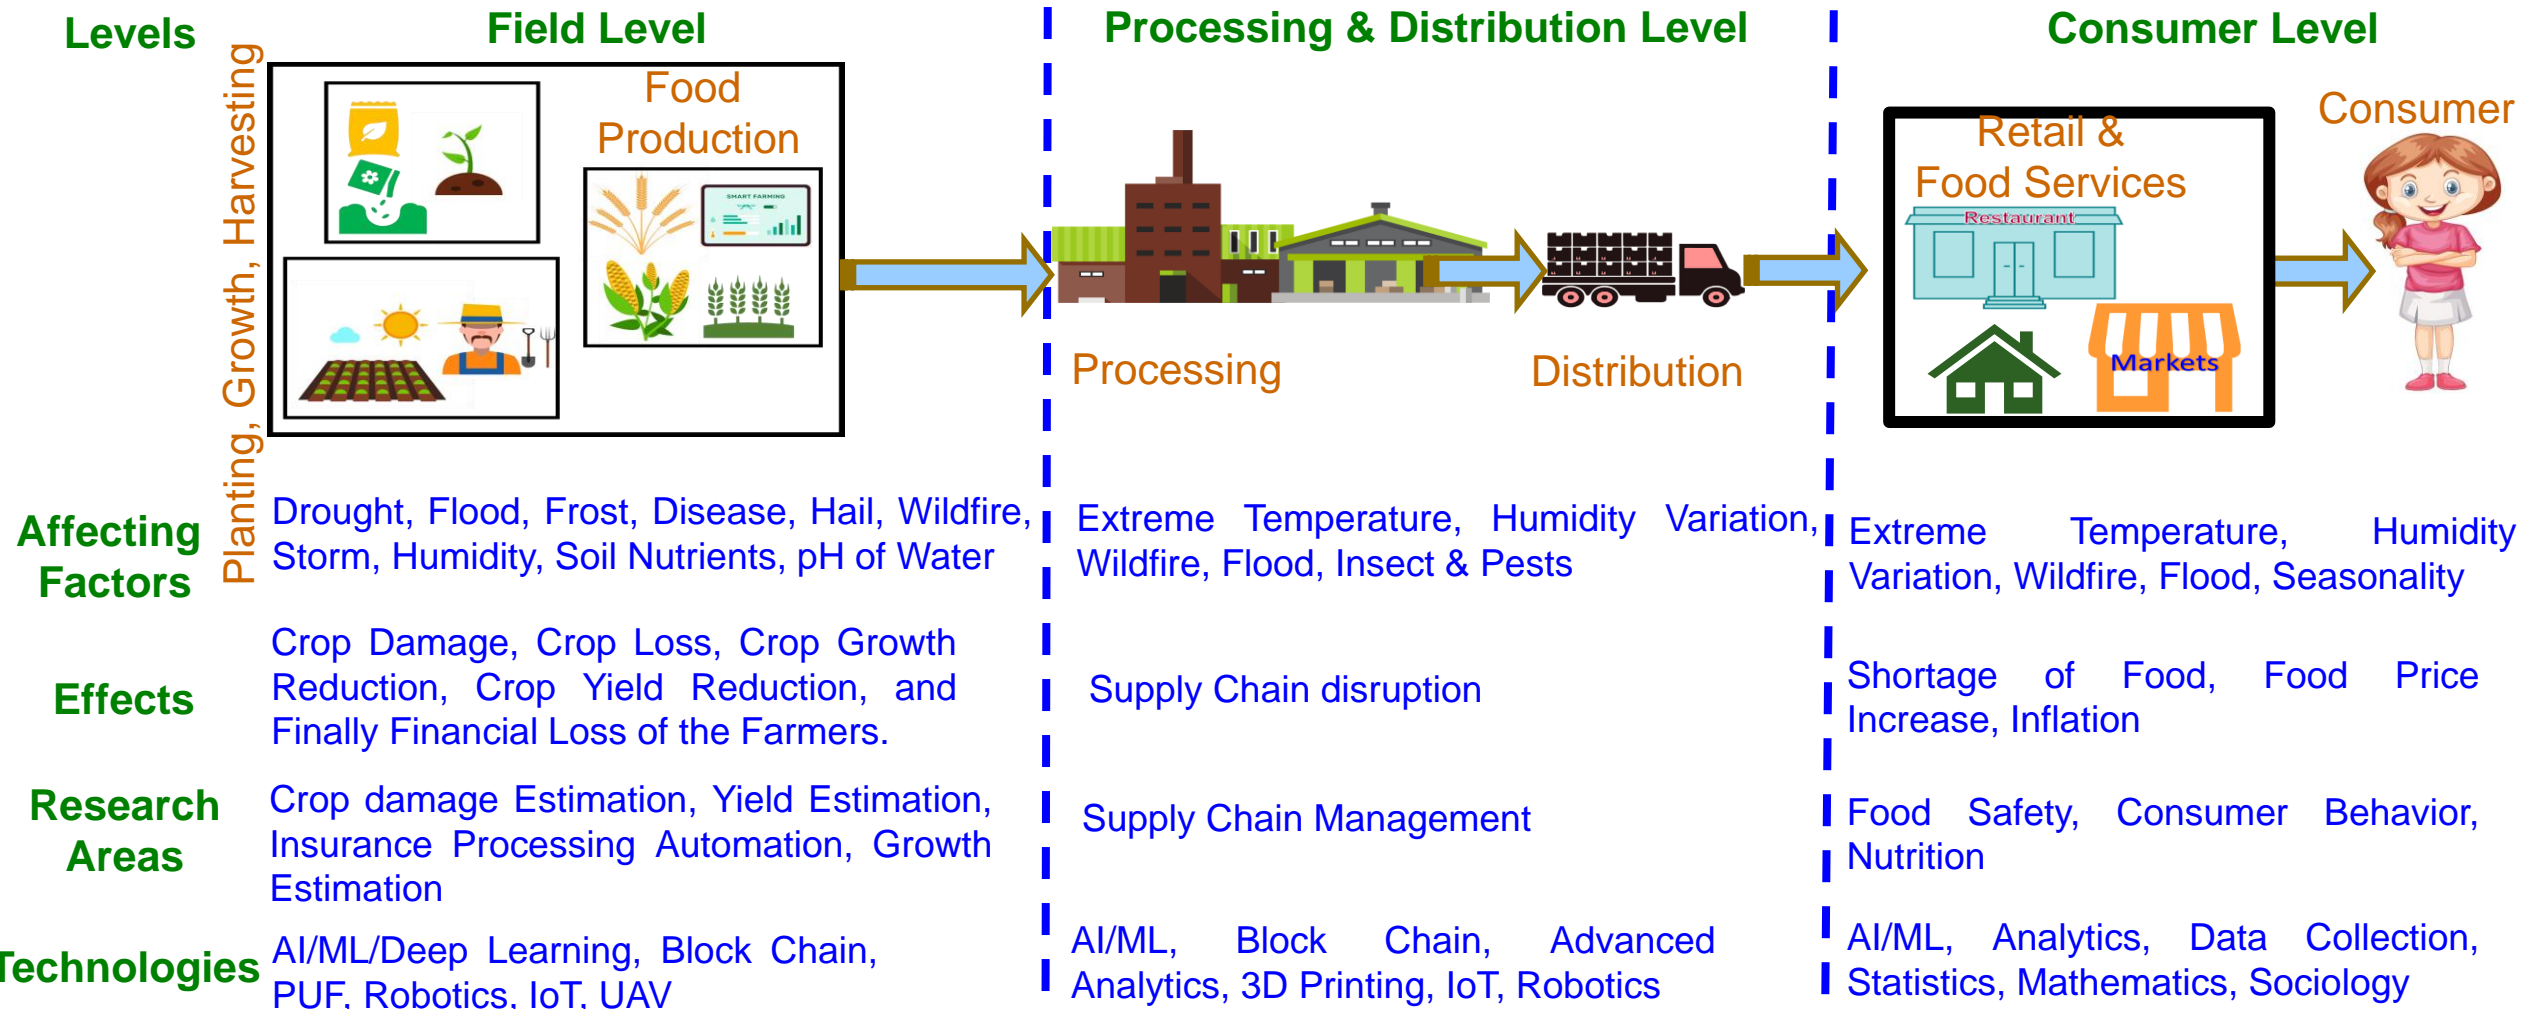 Levels
Field Level
Processing & Distribution Level
Consumer Level
Planting, Growth, Harvesting
Food
Production
SMART FARMING
Processing
Distribution
Retail &
Food Services
Restaurant
Markets
Consumer
Affecting
Factors
Drought, Flood, Frost, Disease, Hail, Wildfire,
Storm, Humidity, Soil Nutrients, pH of Water
Extreme Temperature, Humidity Variation,
Wildfire, Flood, Insect & Pests
Extreme Temperature, Humidity
Variation, Wildfire, Flood, Seasonality
Effects
Crop Damage, Crop Loss, Crop Growth
Reduction, Crop Yield Reduction, and
Finally Financial Loss of the Farmers.
Supply Chain disruption
Shortage of Food, Food Price
Increase, Inflation
Research
Areas
Crop damage Estimation, Yield Estimation,
Insurance Processing Automation, Growth
Estimation
Supply Chain Management
Food Safety, Consumer Behavior,
Nutrition
Technologies
AI/ML/Deep Learning, Block Chain,
PUF, Robotics, IoT, UAV
AI/ML, Block Chain, Advanced
Analytics, 3D Printing, IoT, Robotics
AI/ML, Analytics, Data Collection,
Statistics, Mathematics, Sociology